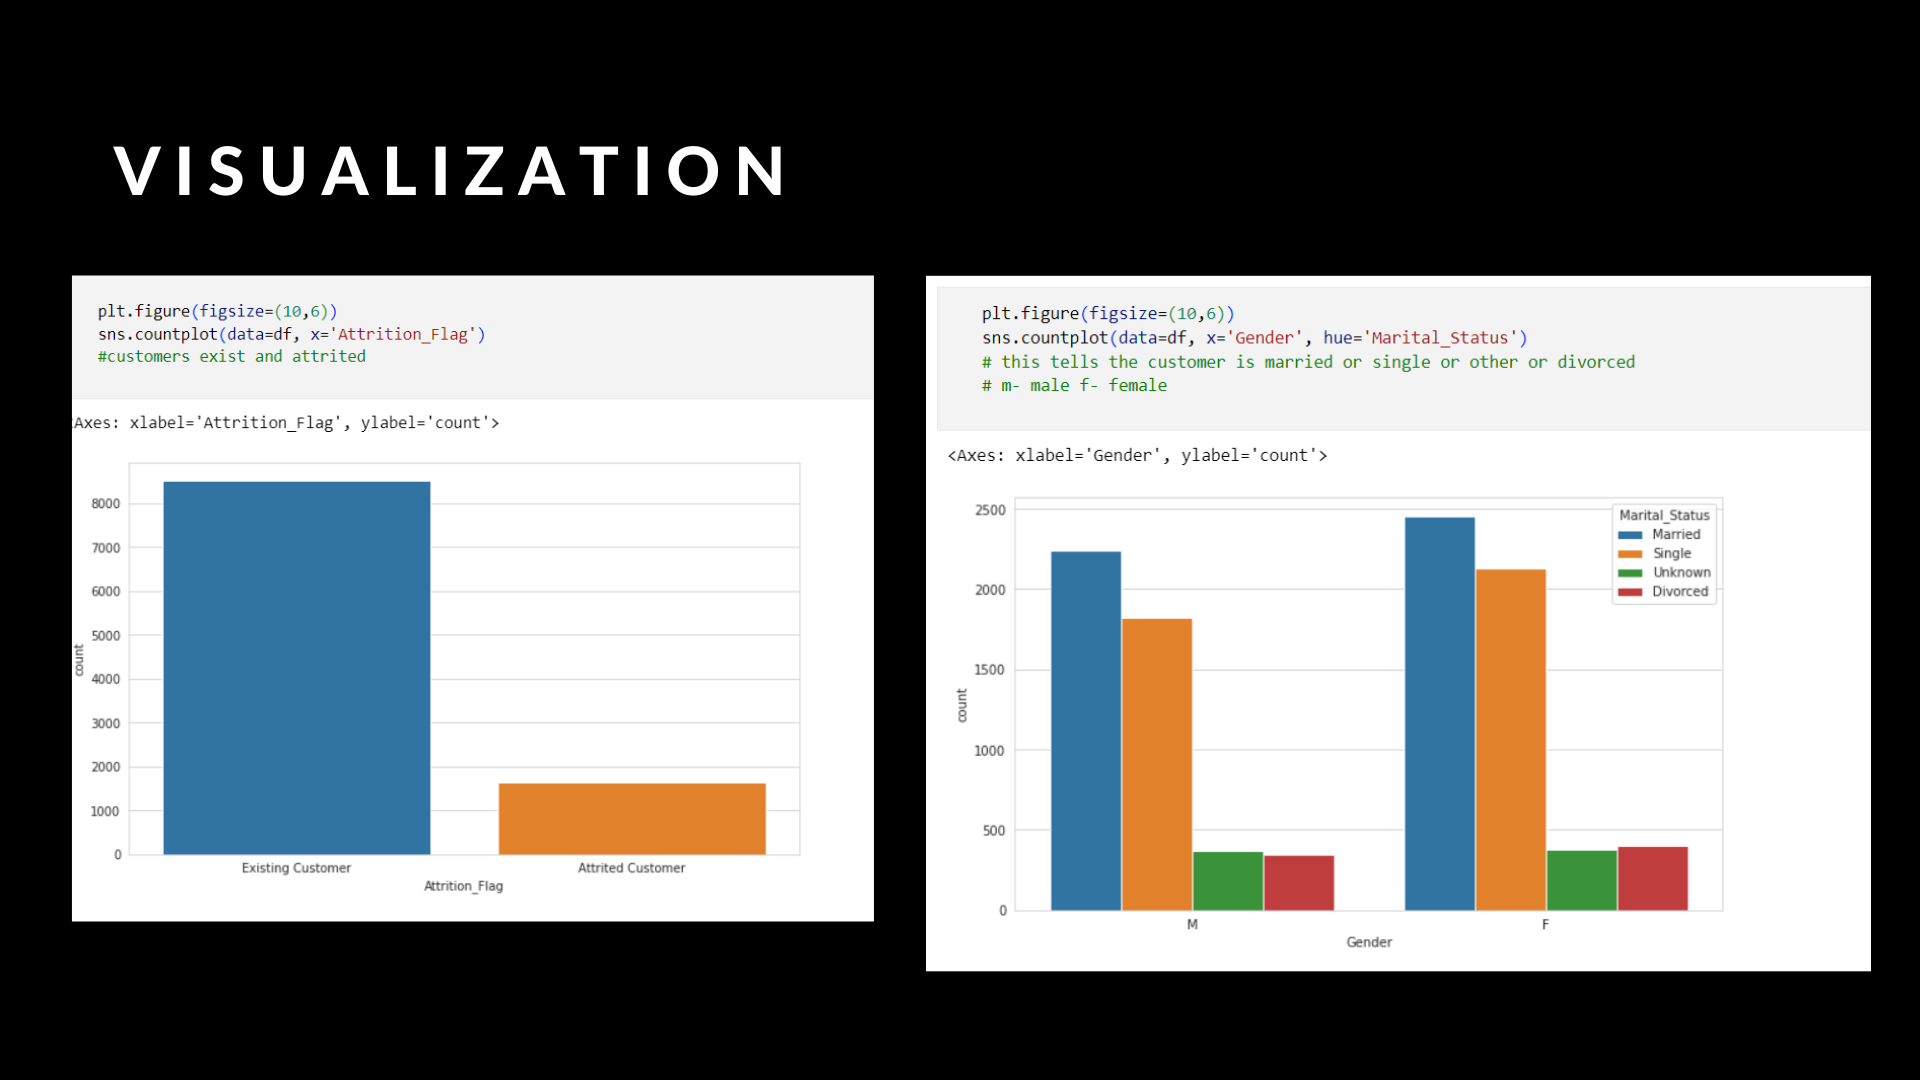 VISUALIZATION
plt.figure(figsize=(10,6))
sns.countplot(data=df, x='Attrition_Flag')
#customers exist and attrited
Axes: xlabel='Attrition_Flag', ylabel='count'>
8000
7000
6000
5000
4000
3000
2000
1000
0
count
Existing Customer
Attrited Customer
Attrition_Flag
plt.figure(figsize=(10,6))
sns.countplot(data=df, x='Gender', hue='Marital_Status')
# this tells the customer is married or single or other or divorced
# m- male f- female
<Axes: xlabel='Gender', ylabel='count'>
2500
2000
1500
1000
500
0
count
Marital_Status
Married
Single
Unknown
Divorced
M
F
Gender